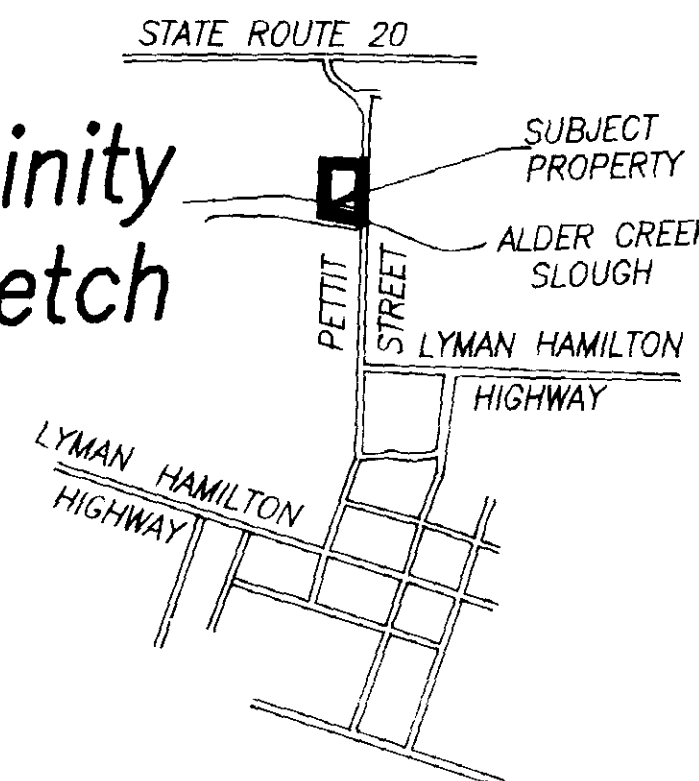 STATE ROUTE 20
inity
etch
SUBJECT
PROPERTY
ALDER CREEK
SLOUGH
PETTIT
STREET
LYMAN HAMILTON
HIGHWAY
LYMAN HAMILTON
HIGHWAY